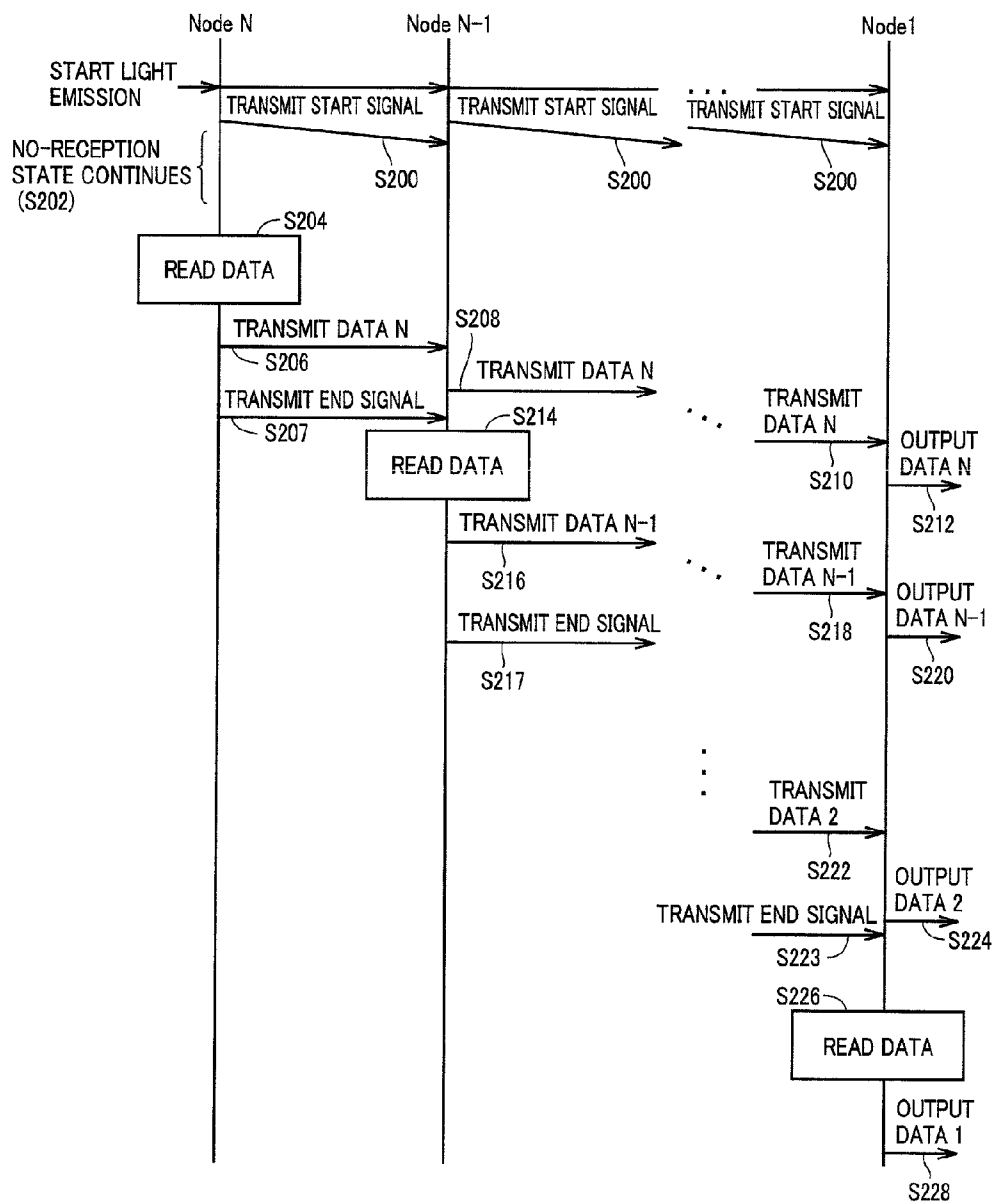 Node N
Node N-1
Node1
START LIGHT
EMISSION
TRANSMIT START SIGNAL
TRANSMIT START SIGNAL
TRANSMIT START SIGNAL
NO-RECEPTION
STATE CONTINUES
(S202)
S200
S200
S200
S204
READ DATA
TRANSMIT DATA N
S206
S208
TRANSMIT DATA N
TRANSMIT END SIGNAL
S207
S214
READ DATA
TRANSMIT
DATA N
S210
OUTPUT
DATA N
S212
TRANSMIT DATA N-1
S216
TRANSMIT
DATA N-1
S218
OUTPUT
DATA N-1
S220
TRANSMIT END SIGNAL
S217
TRANSMIT
DATA 2
S222
OUTPUT
DATA 2
S224
TRANSMIT END SIGNAL
S223
S226
READ DATA
OUTPUT
DATA 1
S228